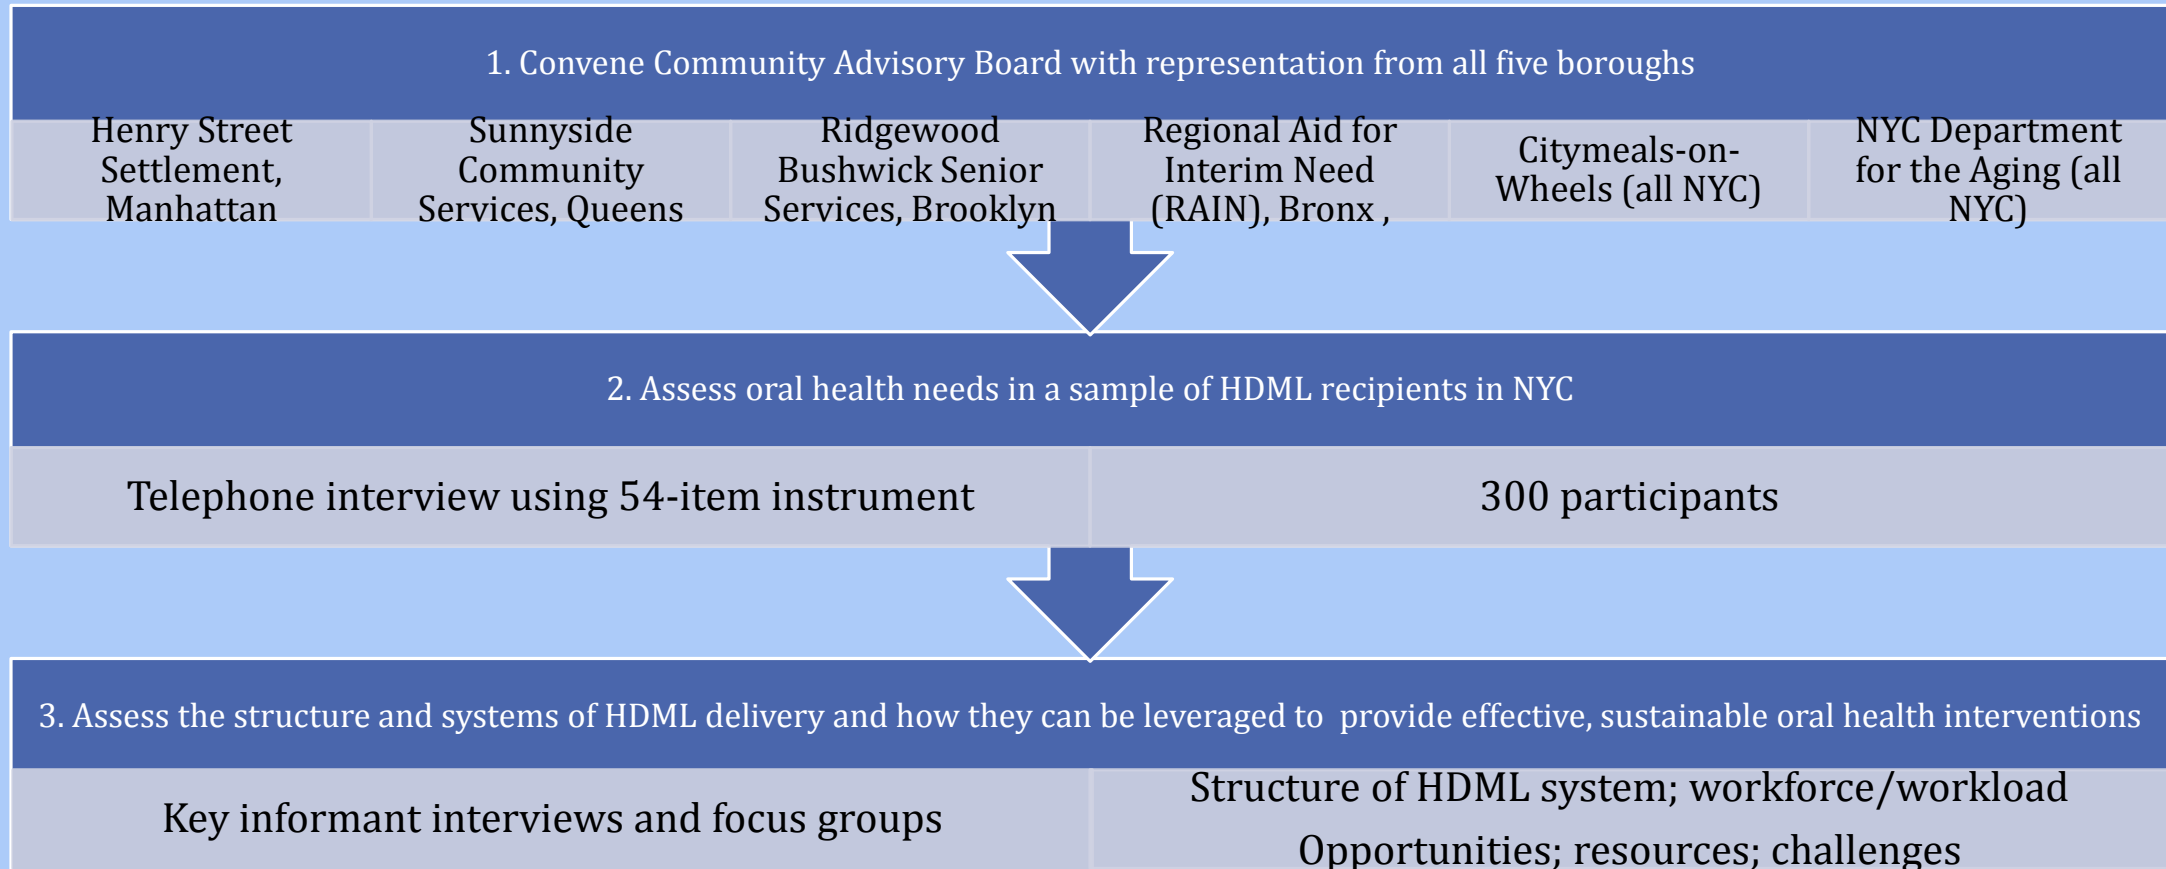 1. Convene Community Advisory Board with representation from all five boroughs
Henry Street
Settlement,
Manhattan
Sunnyside
Community
Services, Queens
Ridgewood
Bushwick Senior
Services, Brooklyn
Regional Aid for
Interim Need
(RAIN), Bronx ,
Citymeals-on-
Wheels (all NYC)
NYC Department
for the Aging (all
NYC)
2. Assess oral health needs in a sample of HDML recipients in NYC
Telephone interview using 54-item instrument
300 participants
3. Assess the structure and systems of HDML delivery and how they can be leveraged to  provide effective, sustainable oral health interventions
Key informant interviews and focus groups
Structure of HDML system; workforce/workload
Opportunities; resources; challenges